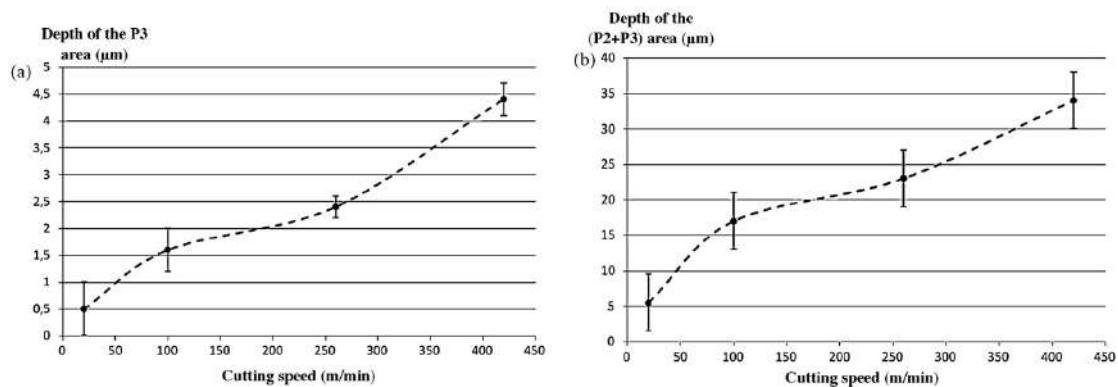 Depth of the P3
area (µm)
(a)
5
4,5
4
3,5
3
2,5
2
1,5
1
0,5
0
0 50 100 150 200 250 300 350 400 450
Cutting speed (m/min)
Depth of the
(P2+P3) area (µm)
(b)
40
35
30
25
20
15
10
5
0
0 50 100 150 200 250 300 350 400 450
Cutting speed (m/min)